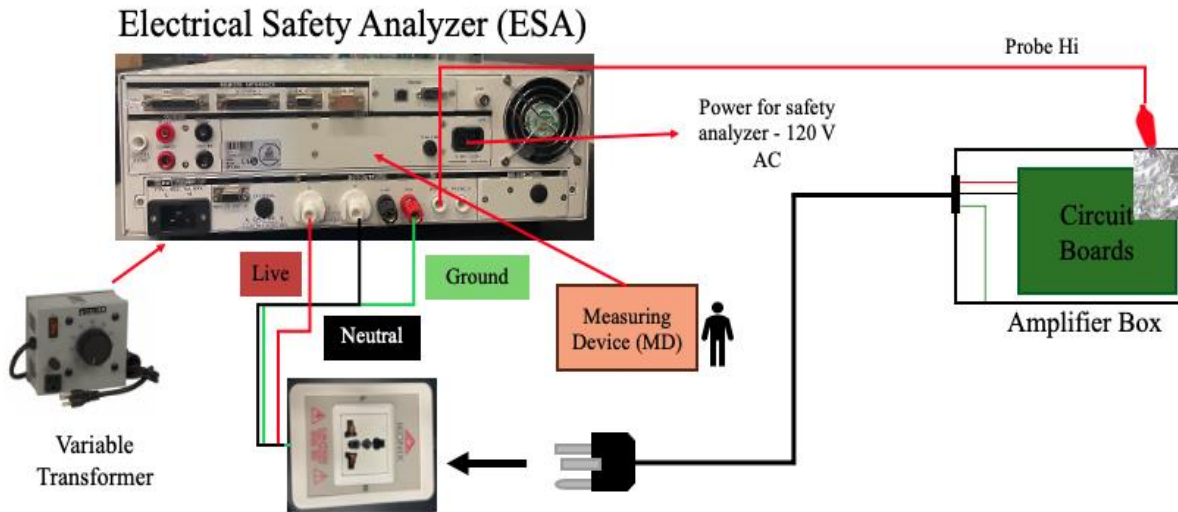 Electrical Safety Analyzer (ESA)
Probe Hi
Power for safety
analyzer - 120 V
AC
Live
Ground
Neutral
Measuring
Device (MD)
Circuit
Boards
Amplifier Box
Variable
Transformer